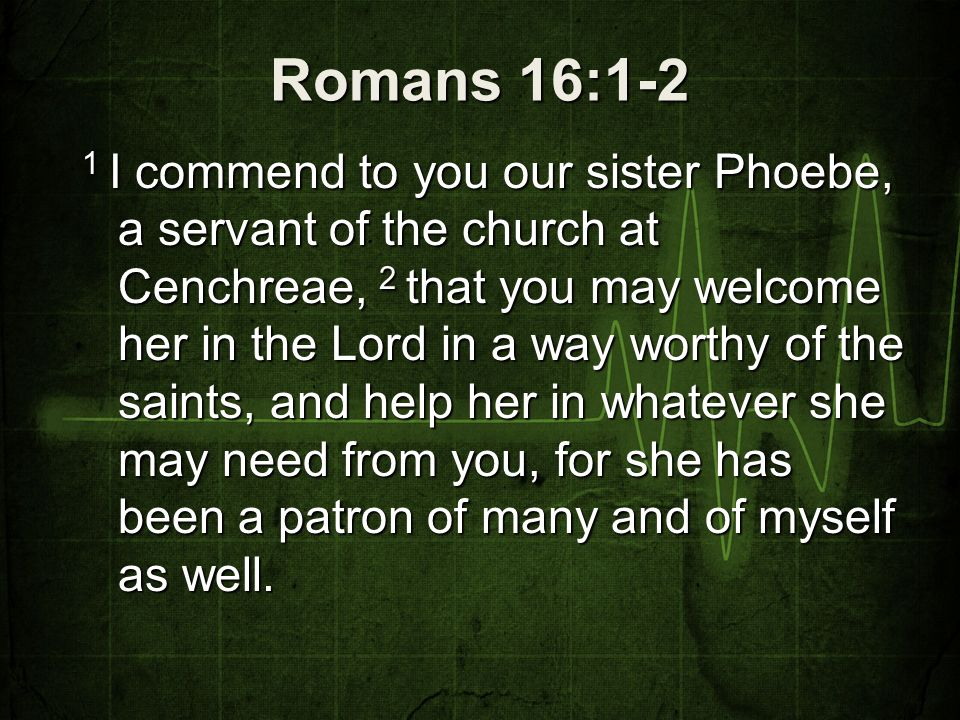 Romans 16:1-2
1 I commend to you our sister Phoebe,
a servant of the church at
Cenchreae, 2 that you may welcome
her in the Lord in a way worthy of the
saints, and help her in whatever she
may need from you, for she has
been a patron of many and of myself
as well.